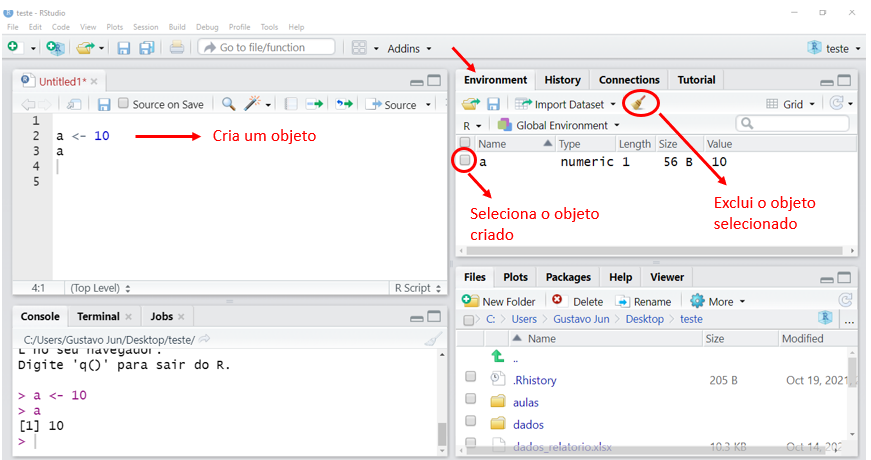 teste - RStudio
File Edit Code View Plots Session Build Debug Profile Tools Help
Go to file/function Addins teste
Untitled1*
Source on Save Source
1
2 a <- 10
3 a
4
5
Cria um objeto
4:1 (Top Level) R Script
Environment History Connections Tutorial
Import Dataset Grid
R Global Environment
Name Type Length Size Value
a numeric 1 56 B 10
Seleciona o objeto
criado
Exclui o objeto
selecionado
Console Terminal Jobs
C:/Users/Gustavo Jun/Desktop/teste/
E no seu navegador.
Digite 'q()' para sair do R.
> a <- 10
> a
[1] 10
>
Files Plots Packages Help Viewer
New Folder Delete Rename More
C: Users Gustavo Jun Desktop teste ...
Name Size Modified
..
.Rhistory 205 B Oct 19, 2021,
aulas
dados
dados_relatorio.xlsx 10.3 KB Oct 14, 202